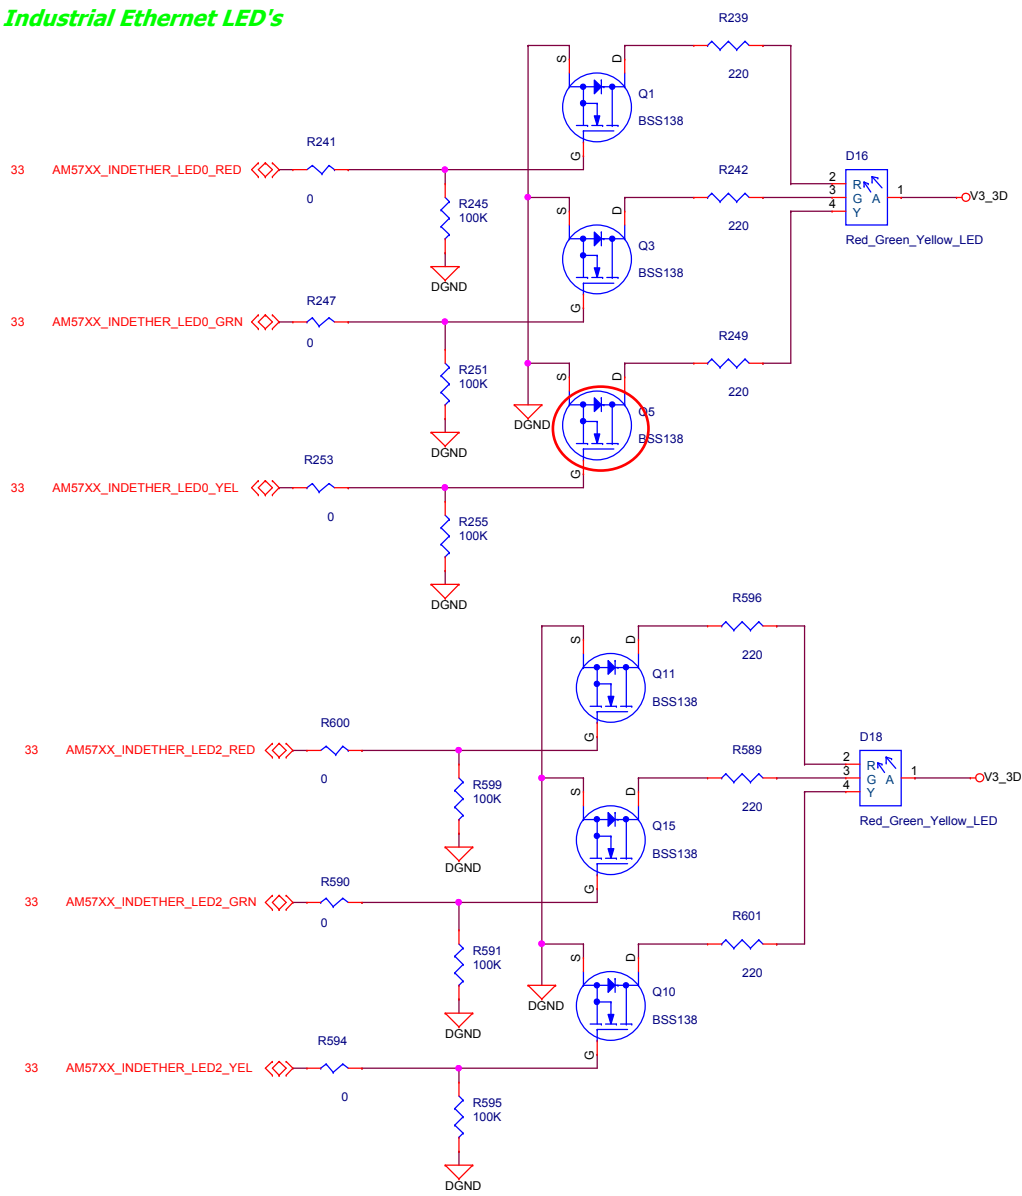 Industrial Ethernet LED's
R239
220
S
D
Q1
BSS138
G
R241
33 AM57XX_INDETHER_LED0_RED
0
R245
100K
DGND
R242
220
S
D
Q3
BSS138
G
D16
2
3
4
R
G A
Y
1
V3_3D
Red_Green_Yellow_LED
R247
33 AM57XX_INDETHER_LED0_GRN
0
R251
100K
DGND
R249
220
S
D
DGND
Q5
BSS138
G
R253
33 AM57XX_INDETHER_LED0_YEL
0
R255
100K
DGND
R596
220
S
D
Q11
BSS138
G
R600
33 AM57XX_INDETHER_LED2_RED
0
R599
100K
DGND
R589
220
S
D
Q15
BSS138
G
D18
2
3
4
R
G A
Y
1
V3_3D
Red_Green_Yellow_LED
R590
33 AM57XX_INDETHER_LED2_GRN
0
R591
100K
DGND
R601
220
S
D
DGND
Q10
BSS138
G
R594
33 AM57XX_INDETHER_LED2_YEL
0
R595
100K
DGND